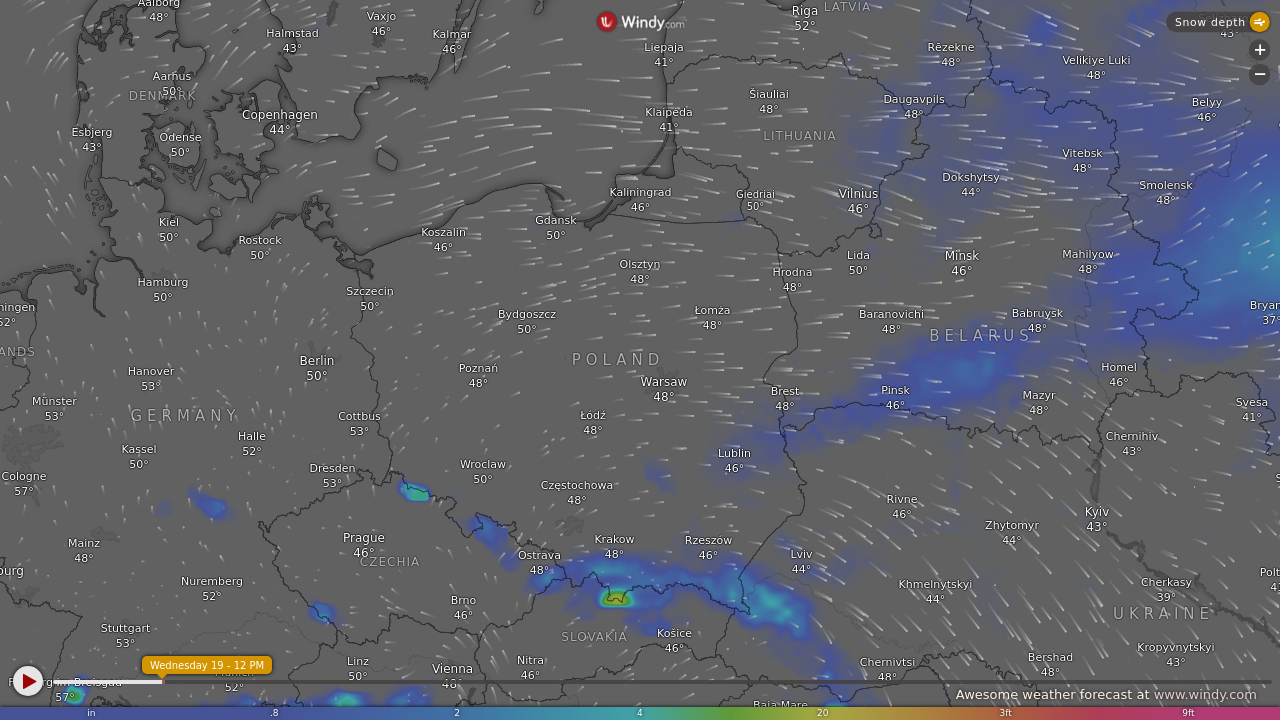 Aalborg
48°
Vaxjo
46°
Halmstad
43°
Kalmar
46°
Windy.com
Riga
52°
LATVIA
Snow depth
43°
+
−
Liepaja
41°
Rēzekne
48°
Velikiye Luki
48°
Aarhus
50°
DENMARK
Copenhagen
44°
Esbjerg
43°
Odense
50°
Klaipeda
41°
Šiauliai
48°
Daugavpils
48°
Belyy
46°
LITHUANIA
Vitebsk
48°
Kaliningrad
46°
Giedriai
50°
Vilnius
46°
Dokshytsy
44°
Smolensk
48°
Kiel
50°
Rostock
50°
Koszalin
46°
Gdansk
50°
Olsztyn
48°
Hrodna
48°
Lida
50°
Minsk
46°
Mahilyow
48°
Hamburg
50°
Szczecin
50°
ningen
52°
Bydgoszcz
50°
Łomża
48°
Baranovichi
48°
Babruysk
48°
Bryan
37°
BELARUS
ANDS
Hanover
53°
Berlin
50°
Poznań
48°
POLAND
Warsaw
48°
Brest
48°
Pinsk
46°
Homel
46°
Mazyr
48°
Svesa
41°
Münster
53°
GERMANY
Cottbus
53°
Łódź
48°
Halle
52°
Kassel
50°
Chernihiv
43°
Cologne
57°
Dresden
53°
Wroclaw
50°
Lublin
46°
Częstochowa
48°
Rivne
46°
Zhytomyr
44°
Kyiv
43°
Mainz
48°
Prague
46°
CZECHIA
Ostrava
48°
Krakow
48°
Rzeszów
46°
Lviv
44°
ourg
Nuremberg
52°
Brno
46°
Khmelnytskyi
44°
Cherkasy
39°
Polt
41
UKRAINE
Stuttgart
53°
SLOVAKIA
Košice
46°
Kropyvnytskyi
43°
Wednesday 19 - 12 PM
Linz
50°
Vienna
46°
Nitra
46°
Chernivtsi
48°
Bershad
48°
57°
52°
Baia Mare
Awesome weather forecast at www.windy.com
in .8 2 4 20 3ft 9ft